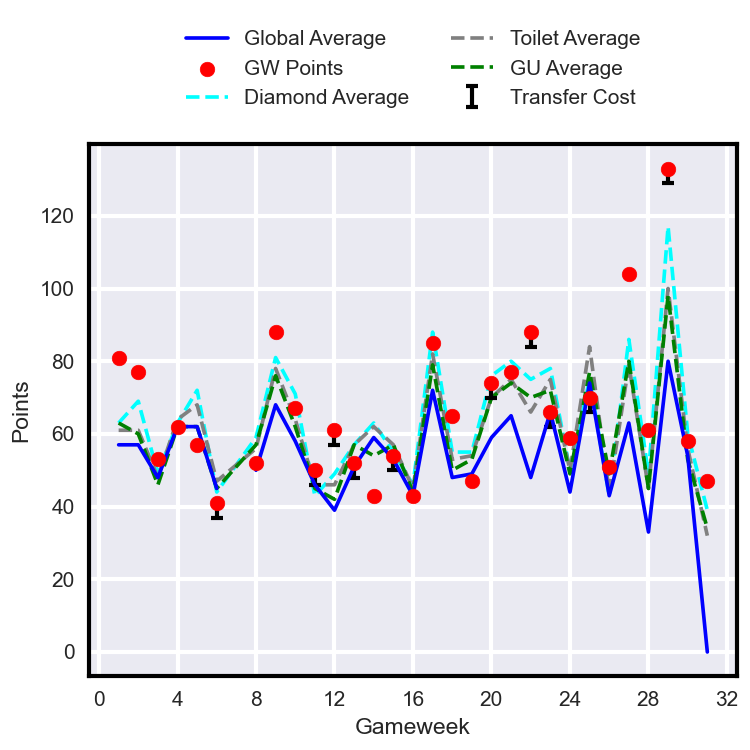 Global Average
GW Points
Diamond Average
Toilet Average
GU Average
Transfer Cost
Points
120
100
80
60
40
20
0
0 4 8 12 16 20 24 28 32
Gameweek